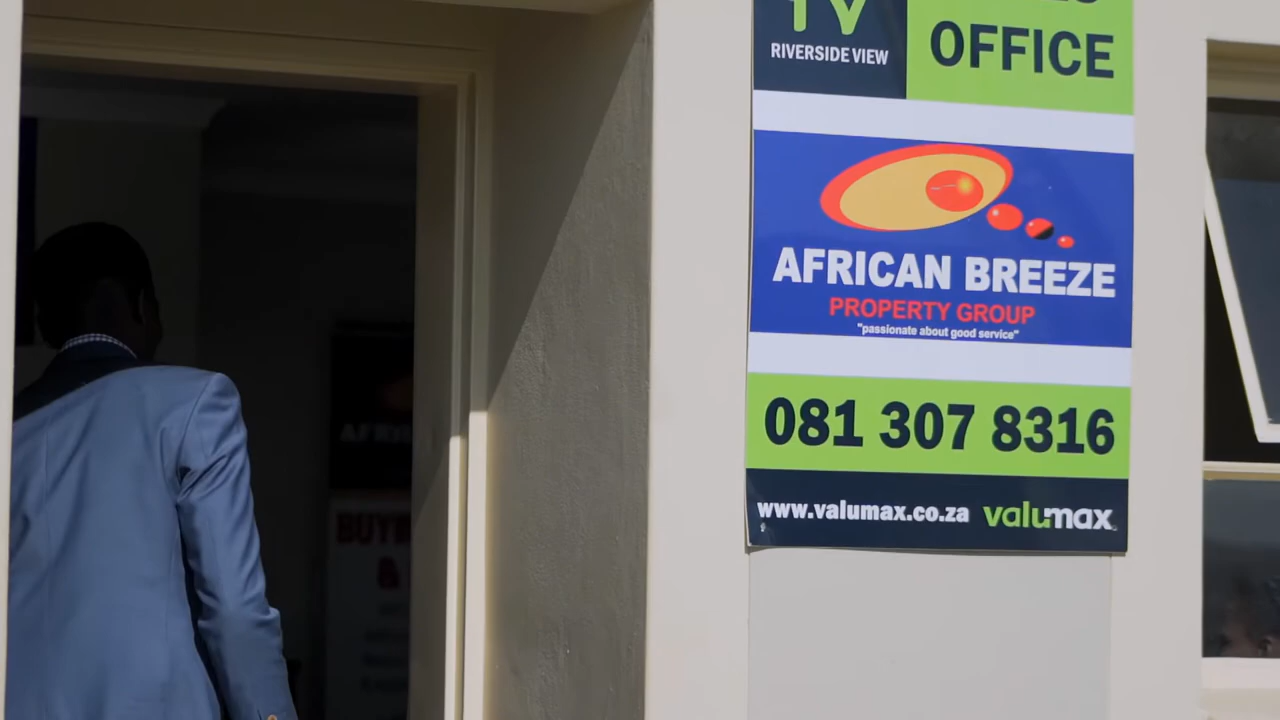 RIVERSIDE VIEW
OFFICE
AFRICAN BREEZE
PROPERTY GROUP
"passionate about good service"
081 307 8316
www.valumax.co.za valumax